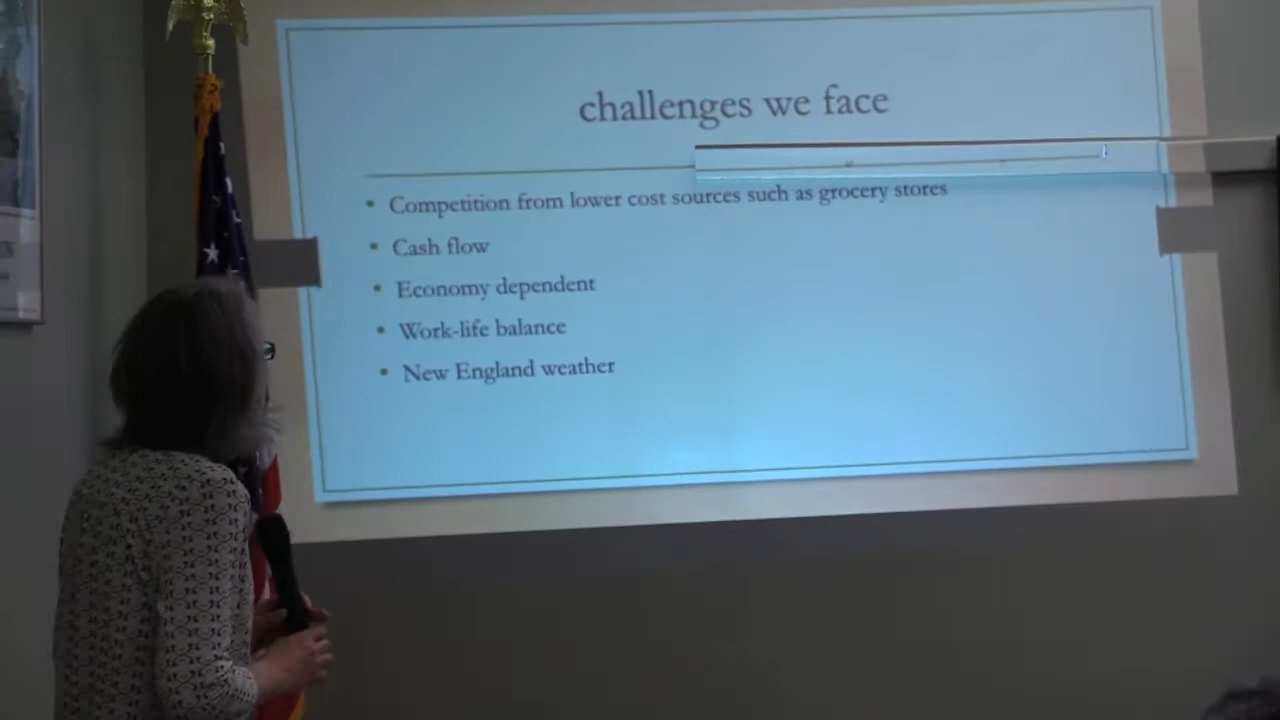 challenges we face
• Competition from lower cost sources such as grocery stores
• Cash flow
• Economy dependent
• Work-life balance
• New England weather